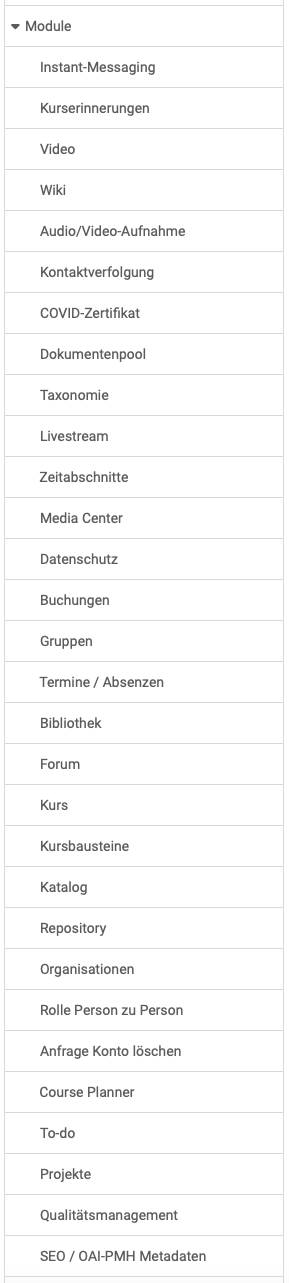 Module
Instant-Messaging
Kurserinnerungen
Video
Wiki
Audio/Video-Aufnahme
Kontaktverfolgung
COVID-Zertifikat
Dokumentenpool
Taxonomie
Livestream
Zeitabschnitte
Media Center
Datenschutz
Buchungen
Gruppen
Termine / Absenzen
Bibliothek
Forum
Kurs
Kursbausteine
Katalog
Repository
Organisationen
Rolle Person zu Person
Anfrage Konto löschen
Course Planner
To-do
Projekte
Qualitätsmanagement
SEO / OAI-PMH Metadaten